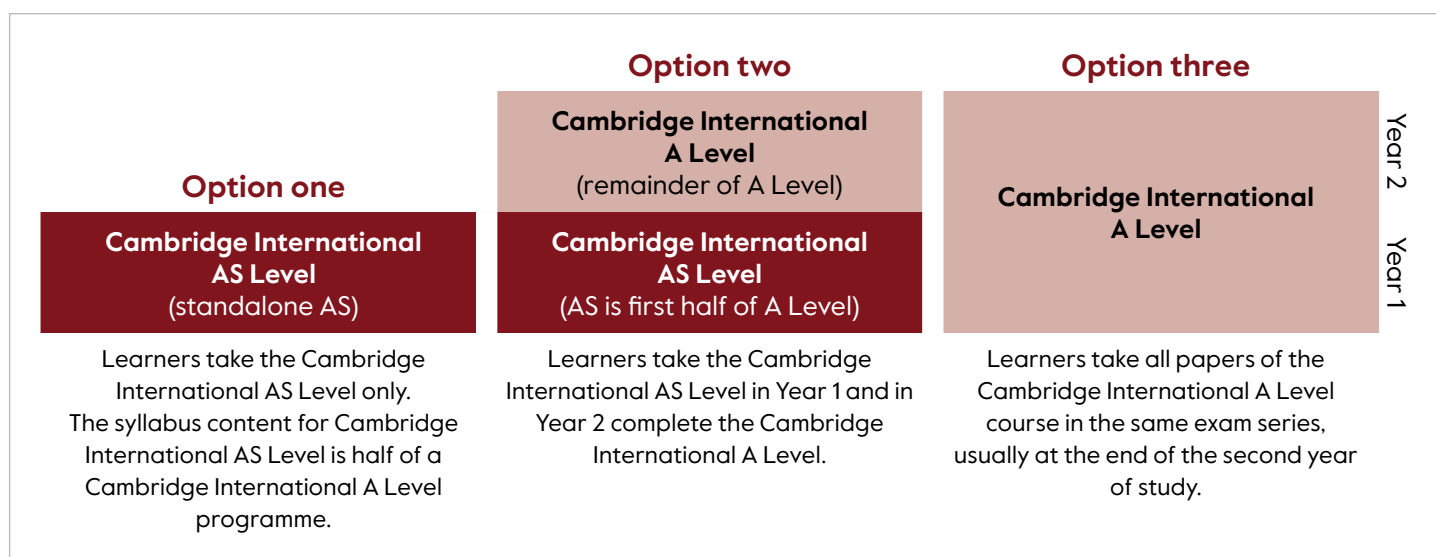 Option one
Cambridge International
AS Level
(standalone AS)
Learners take the Cambridge
International AS Level only.
The syllabus content for Cambridge
International AS Level is half of a
Cambridge International A Level
programme.
Option two
Cambridge International
A Level
(remainder of A Level)
Cambridge International
AS Level
(AS is first half of A Level)
Learners take the Cambridge
International AS Level in Year 1 and in
Year 2 complete the Cambridge
International A Level.
Option three
Cambridge International
A Level
Learners take all papers of the
Cambridge International A Level
course in the same exam series,
usually at the end of the second year
of study.
Year 2
Year 1